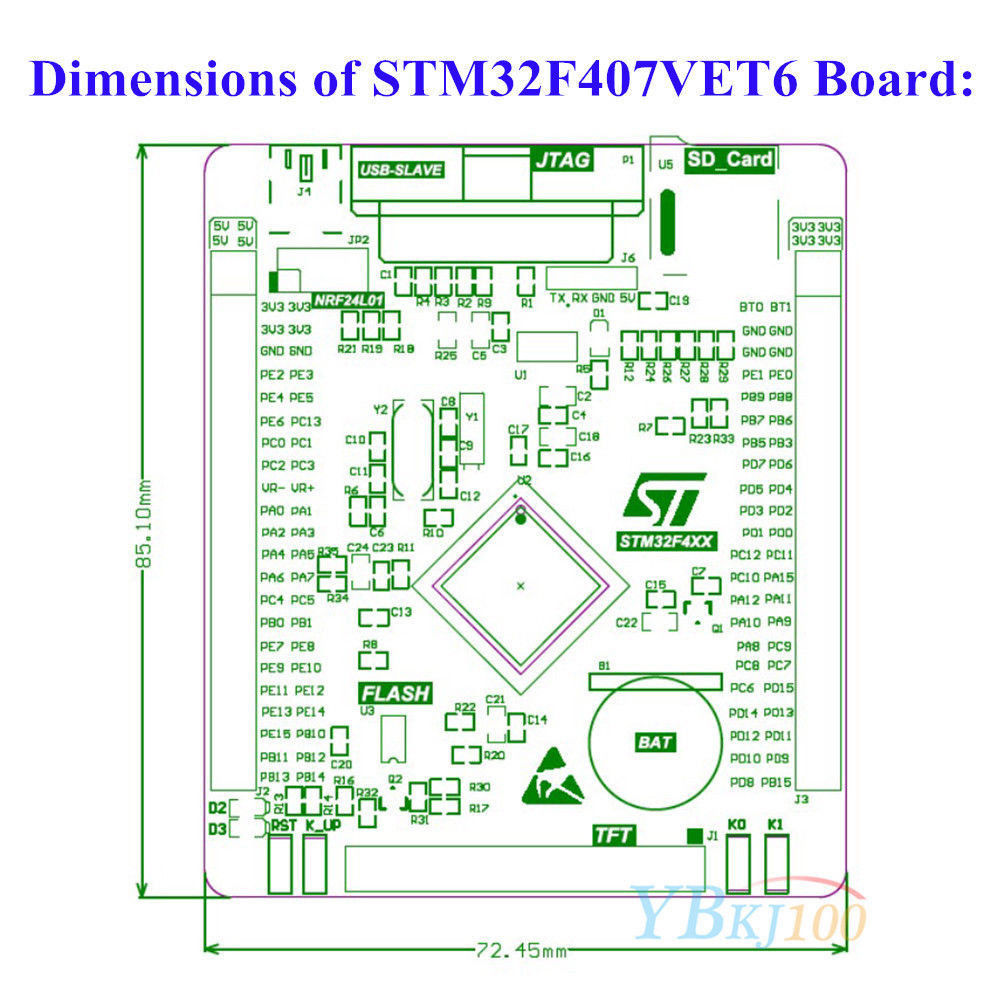 Dimensions of STM32F407VET6 Board:
J4
USB-SLAVE
JTAG
P1
U5
SD_Card
5V 5V
5V 5V
3V3 3V3
3V3 3V3
JP2
J6
C1
R4 R3 R2 R9
R1
TX RX GND 5V
C19
NRF24L01
3V3 3V3
3V3 3V3
GND GND
PE2 PE3
PE4 PE5
PE6 PC13
PC0 PC1
PC2 PC3
VR- VR+
PA0 PA1
PA2 PA3
PA4 PA5
PA6 PA7
PC4 PC5
PB0 PB1
PE7 PE8
PE9 PE10
PE11 PE12
PE13 PE14
PE15 PB10
PB11 PB12
PB13 PB14
BT0 BT1
GND GND
GND GND
PE1 PE0
PB9 PB8
PB7 PB6
PB5 PB3
PD7 PD6
PD5 PD4
PD3 PD2
PD1 PD0
PC12 PC11
PC10 PA15
PA12 PA11
PA10 PA9
PA8 PC9
PC8 PC7
PC6 PD15
PD14 PD13
PD12 PD11
PD10 PD9
PD8 PB15
R21 R19 R18
R25 C5 C3
U1
R5
R12 R24 R26 R27 R28 R29
Y2
C8
Y1
C2
C4
C10
C9
C17
C18
C16
R7
R23 R33
C11
C12
U2
R6
C6
R10
ST
STM32F4XX
R35
C24 C23 R11
R34
C13
C7
C15
C22
Q1
R8
B1
FLASH
U3
R22
C21
C14
BAT
C20
R20
R16
Q2
R32
R30
R31
R17
J2
R13
R14
J3
D2
D3
RST K_UP
TFT
J1
K0 K1
85.10mm
72.45mm
YBKJ100